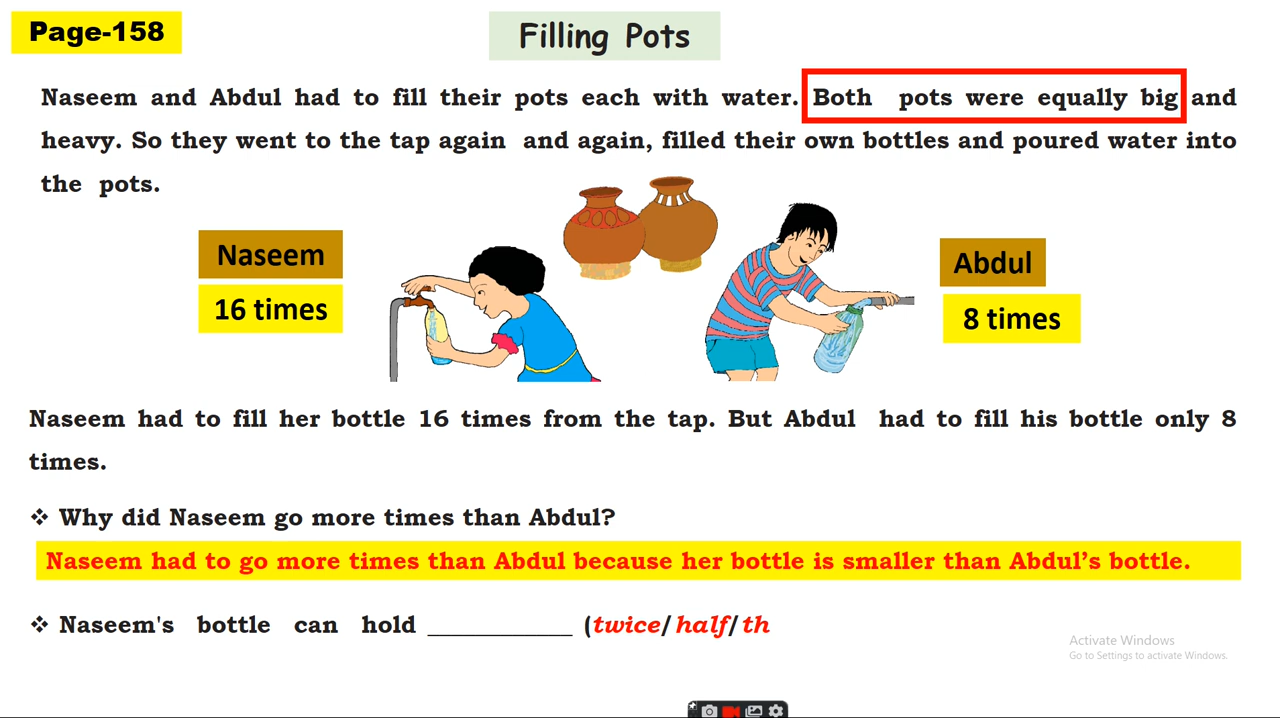 Page-158
Filling Pots
Naseem and Abdul had to fill their pots each with water. Both pots were equally big and
heavy. So they went to the tap again and again, filled their own bottles and poured water into
the pots.
Naseem
16 times
Abdul
8 times
Naseem had to fill her bottle 16 times from the tap. But Abdul had to fill his bottle only 8
times.
❖ Why did Naseem go more times than Abdul?
Naseem had to go more times than Abdul because her bottle is smaller than Abdul’s bottle.
❖ Naseem's bottle can hold ____________ (twice/half/th
Activate Windows
Go to Settings to activate Windows.